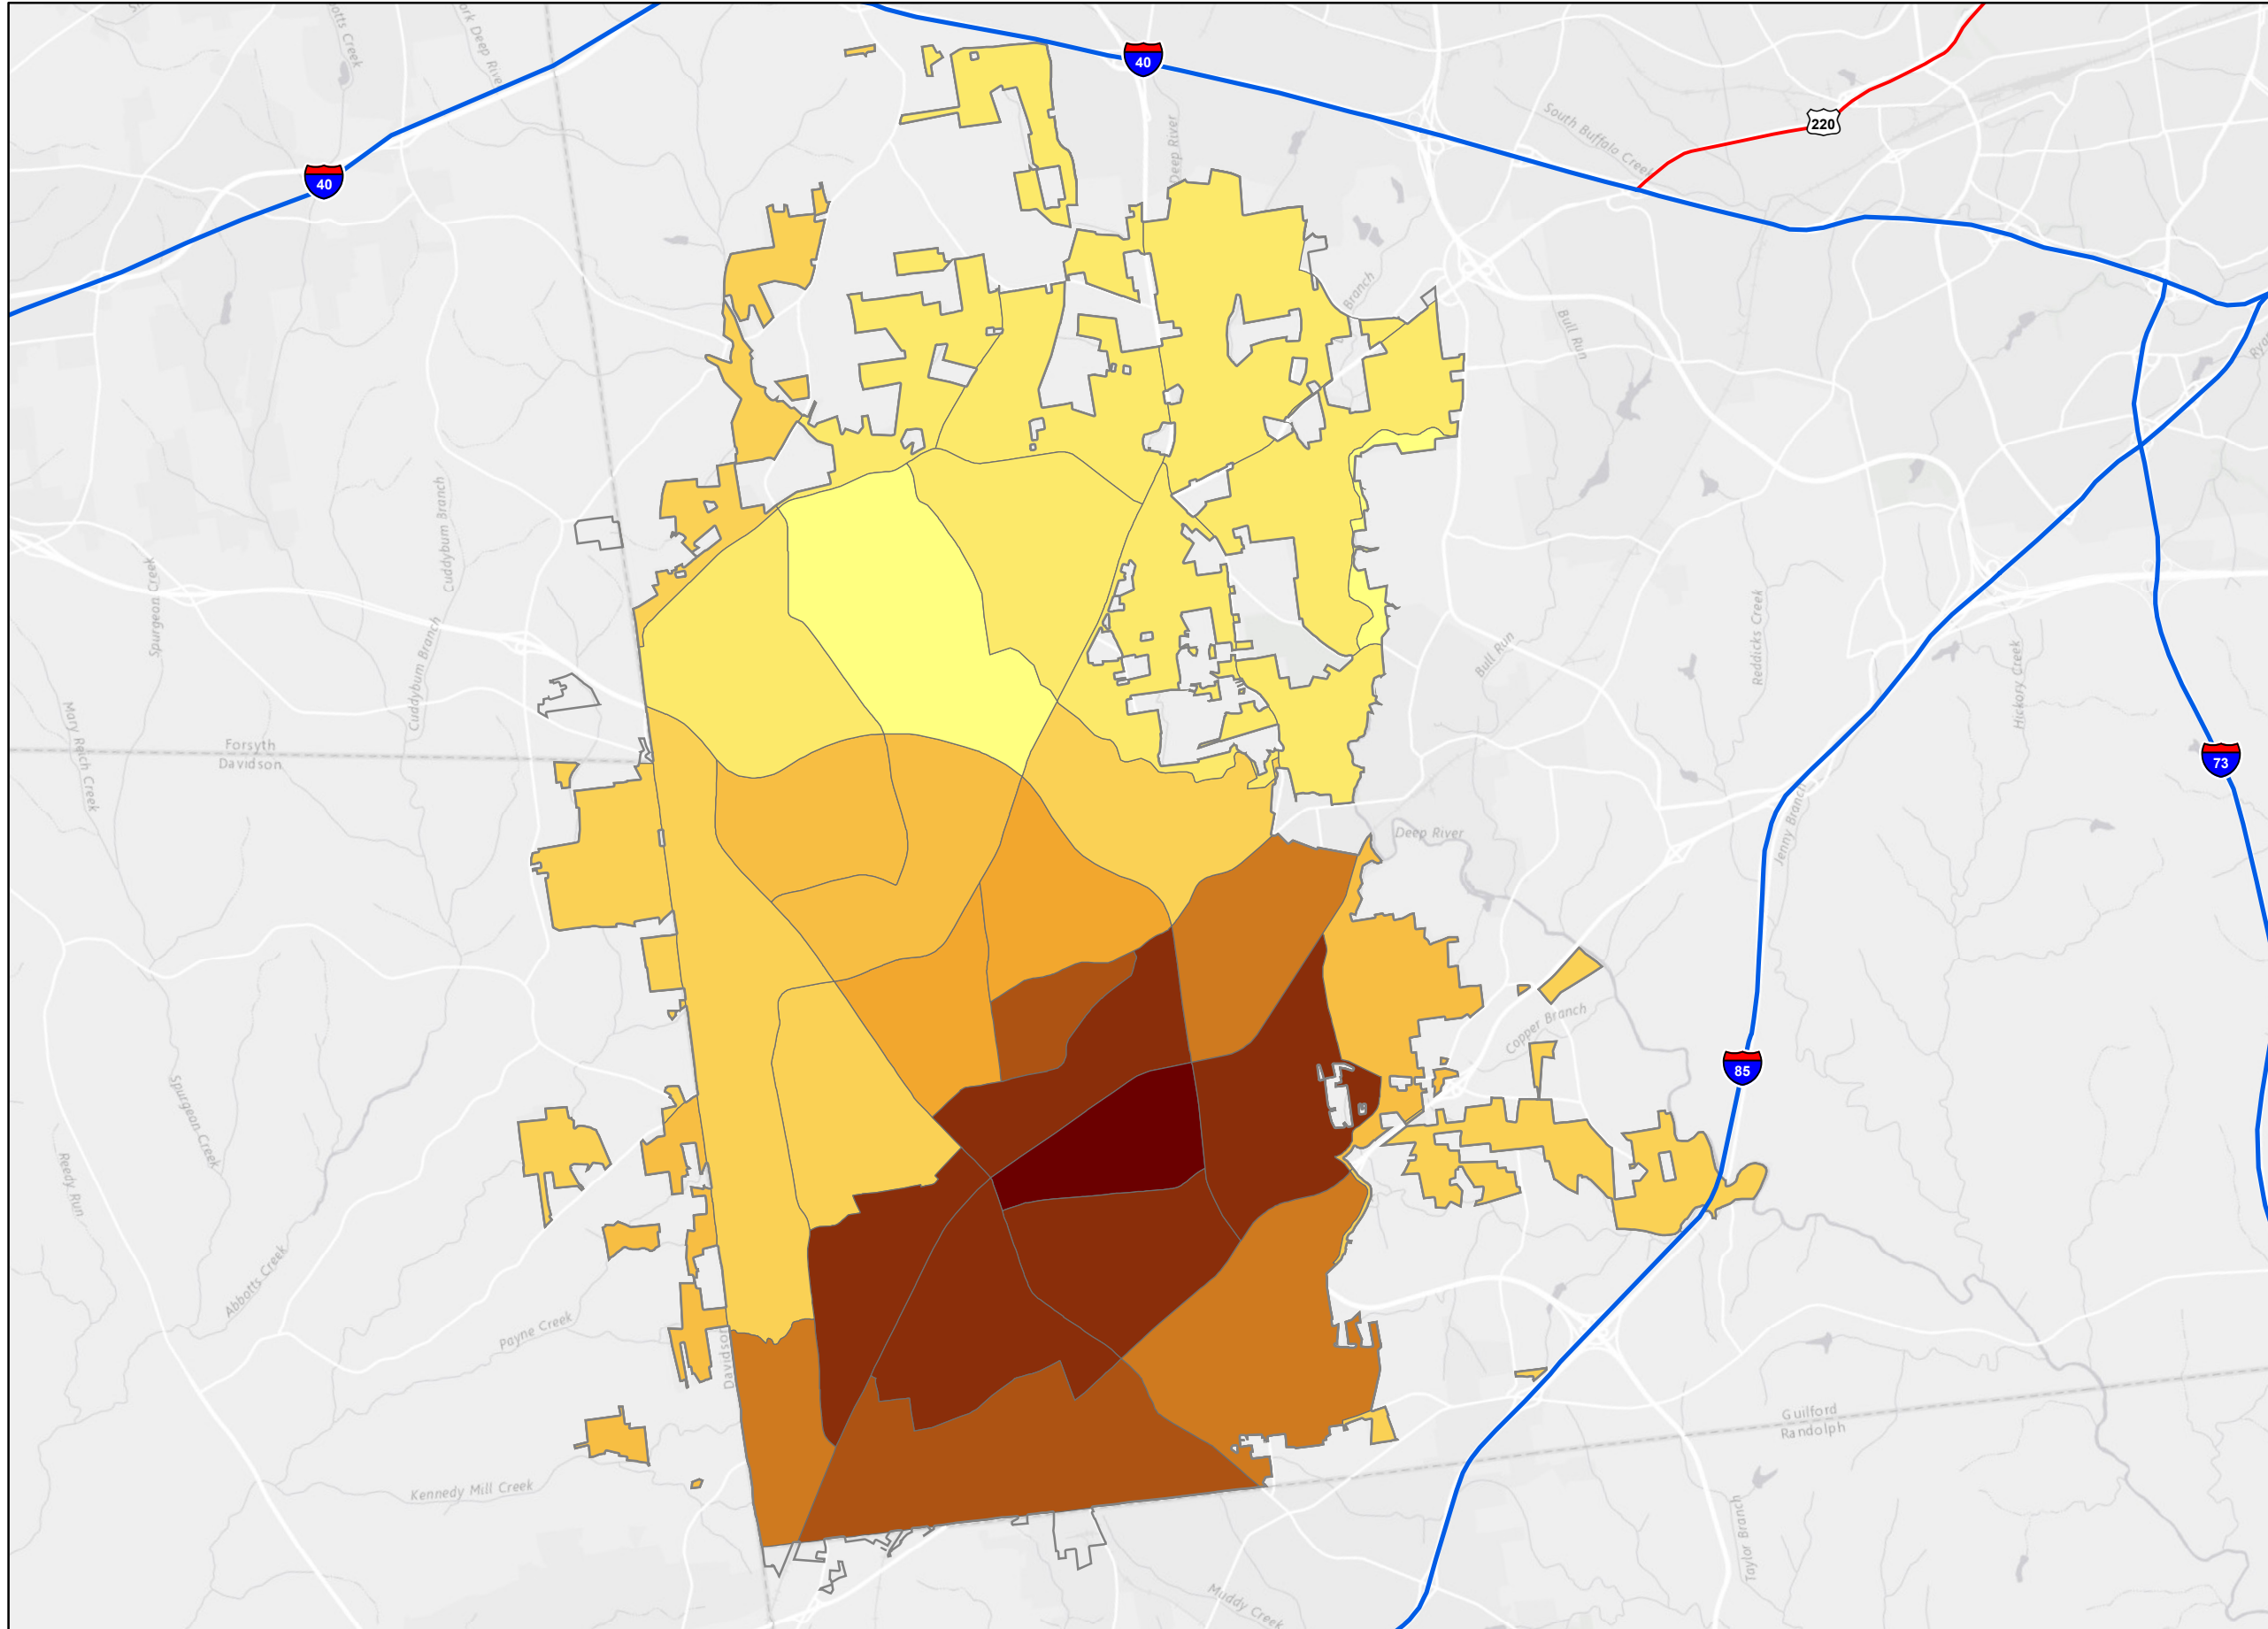 40
40
220
73
85
Deep River
South Buffalo Creek
Branch
Bull Run
Bull Run
Cuddyburn Branch
Cuddyburn Branch
Spurgeon Creek
Mary Reich Creek
Forsyth
Davidson
Reddicks Creek
Hickory Creek
Jenny Branch
Deep River
Copper Branch
Spurgeon Creek
Reedy Run
Abbotts Creek
Payne Creek
Davidson
Kennedy Mill Creek
Guilford
Randolph
Taylor Branch
Muddy Creek